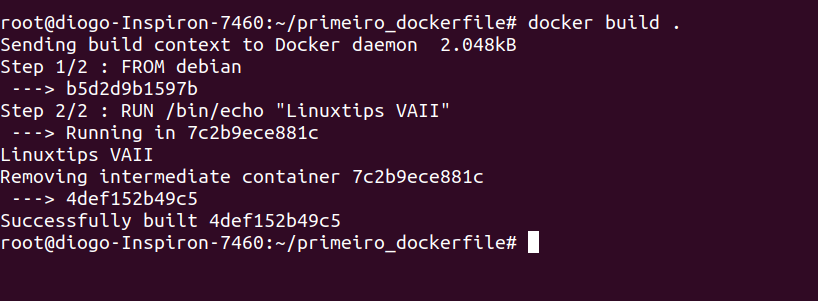 root@diogo-Inspiron-7460:~/primeiro_dockerfile# docker build .
Sending build context to Docker daemon  2.048kB
Step 1/2 : FROM debian
 ---> b5d2d9b1597b
Step 2/2 : RUN /bin/echo "Linuxtips VAII"
 ---> Running in 7c2b9ece881c
Linuxtips VAII
Removing intermediate container 7c2b9ece881c
 ---> 4def152b49c5
Successfully built 4def152b49c5
root@diogo-Inspiron-7460:~/primeiro_dockerfile#